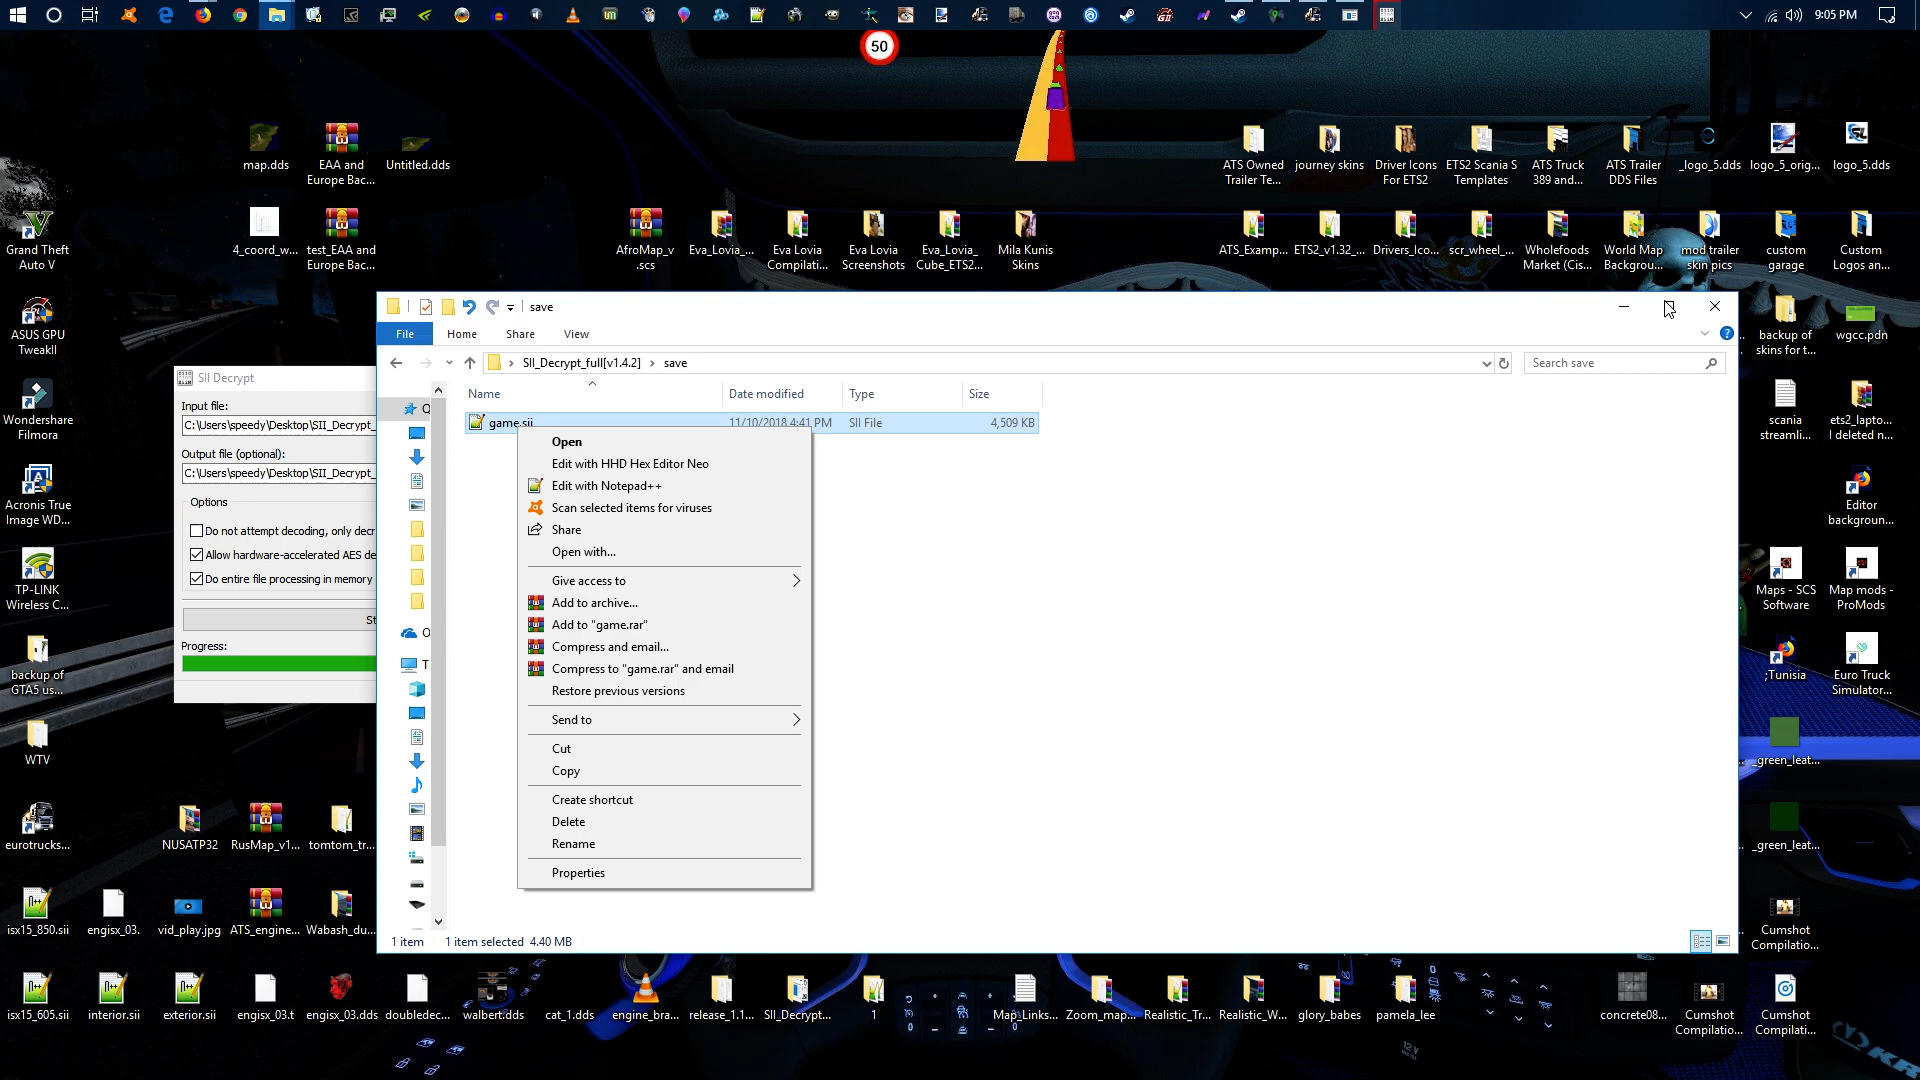 9:05 PM
50
map.dds
EAA and
Europe Bac...
Untitled.dds
ATS Owned
Trailer Te...
journey skins
Driver Icons
For ETS2
ETS2 Scania S
Templates
ATS Truck
389 and...
ATS Trailer
DDS Files
_logo_5.dds
logo_5_orig...
logo_5.dds
Grand Theft
Auto V
4_coord_w...
test_EAA and
Europe Bac...
AfroMap_v
.scs
Eva_Lovia_...
Eva Lovia
Compilati...
Eva Lovia
Screenshots
Eva_Lovia_
Cube_ETS2...
Mila Kunis
Skins
ATS_Examp...
ETS2_v1.32_...
Drivers_Ico...
scr_wheel_...
Wholefoods
Market (Cis...
World Map
Backgrou...
mod trailer
skin pics
custom
garage
Custom
Logos an...
save
File
Home
Share
View
SII_Decrypt_full[v1.4.2]
save
Search save
Name
Date modified
Type
Size
game.sii
11/10/2018 4:41 PM
SII File
4,509 KB
Open
Edit with HHD Hex Editor Neo
Edit with Notepad++
Scan selected items for viruses
Share
Open with...
Give access to
Add to archive...
Add to "game.rar"
Compress and email...
Compress to "game.rar" and email
Restore previous versions
Send to
Cut
Copy
Create shortcut
Delete
Rename
Properties
1 item
1 item selected
4.40 MB
SII Decrypt
Input file:
C:\Users\speedy\Desktop\SII_Decrypt_
Output file (optional):
C:\Users\speedy\Desktop\SII_Decrypt_
Options
Do not attempt decoding, only decr
Allow hardware-accelerated AES de
Do entire file processing in memory
St
Progress:
ASUS GPU
TweakII
Wondershare
Filmora
Acronis True
Image WD...
TP-LINK
Wireless C...
backup of
GTA5 us...
WTV
backup of
skins for t...
wgcc.pdn
scania
streamli...
ets2_lapto...
I deleted n...
Editor
backgroun...
Maps - SCS
Software
Map mods -
ProMods
;Tunisia
Euro Truck
Simulator...
_green_leat...
eurotrucks...
NUSATP32
RusMap_v1...
tomtom_tr...
_green_leat...
isx15_850.sii
engisx_03.
vid_play.jpg
ATS_engine...
Wabash_du...
Cumshot
Compilatio...
isx15_605.sii
interior.sii
exterior.sii
engisx_03.t
engisx_03.dds
doubledec...
walbert.dds
cat_1.dds
engine_bra...
release_1.1...
SII_Decrypt...
1
Map_Links...
Zoom_map...
Realistic_Tr...
Realistic_W...
glory_babes
pamela_lee
concrete08...
Cumshot
Compilatio...
Cumshot
Compilati...